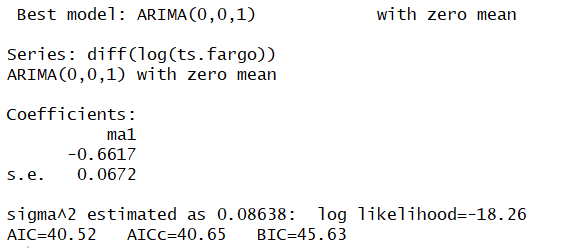 Best model: ARIMA(0,0,1) with zero mean
Series: diff(log(ts.fargo))
ARIMA(0,0,1) with zero mean
Coefficients:
ma1
-0.6617
s.e. 0.0672
sigma^2 estimated as 0.08638: log likelihood=-18.26
AIC=40.52 AICc=40.65 BIC=45.63